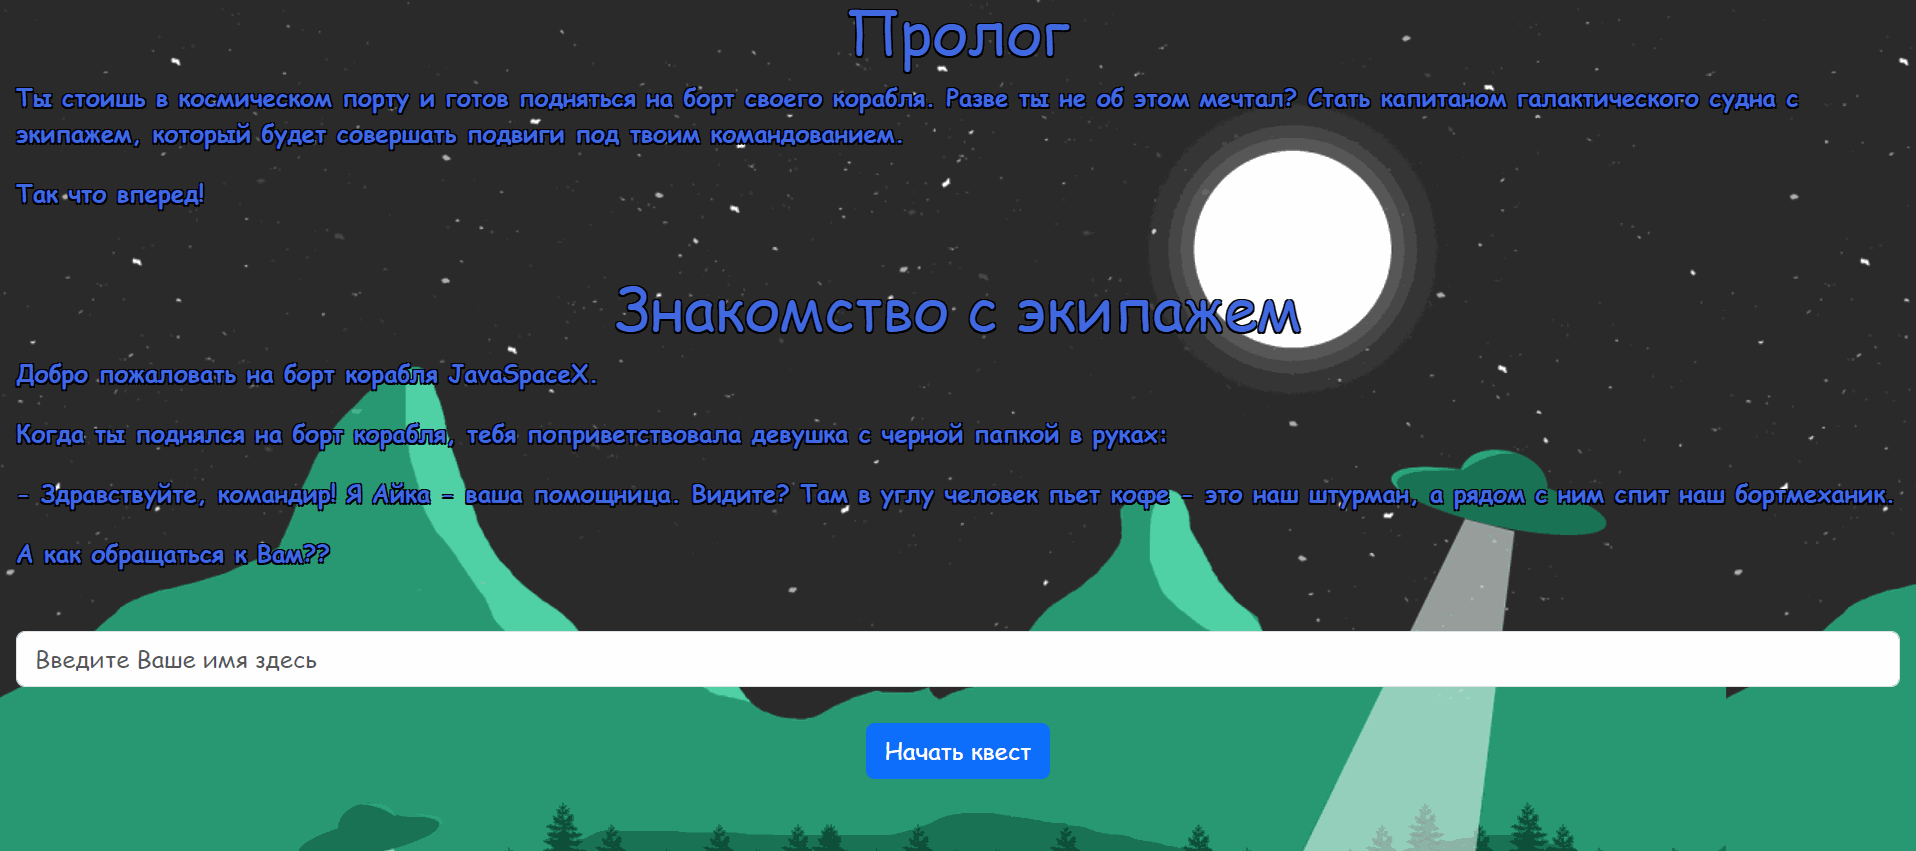 Пролог
Ты стоишь в космическом порту и готов подняться на борт своего корабля. Разве ты не об этом мечтал? Стать капитаном галактического судна с
экипажем, который будет совершать подвиги под твоим командованием.
Так что вперед!
Знакомство с экипажем
Добро пожаловать на борт корабля JavaSpaceX.
Когда ты поднялся на борт корабля, тебя поприветствовала девушка с черной папкой в руках:
- Здравствуйте, командир! Я Айка - ваша помощница. Видите? Там в углу человек пьет кофе - это наш штурман, а рядом с ним спит наш бортмеханик.
А как обращаться к Вам??
Введите Ваше имя здесь
Начать квест